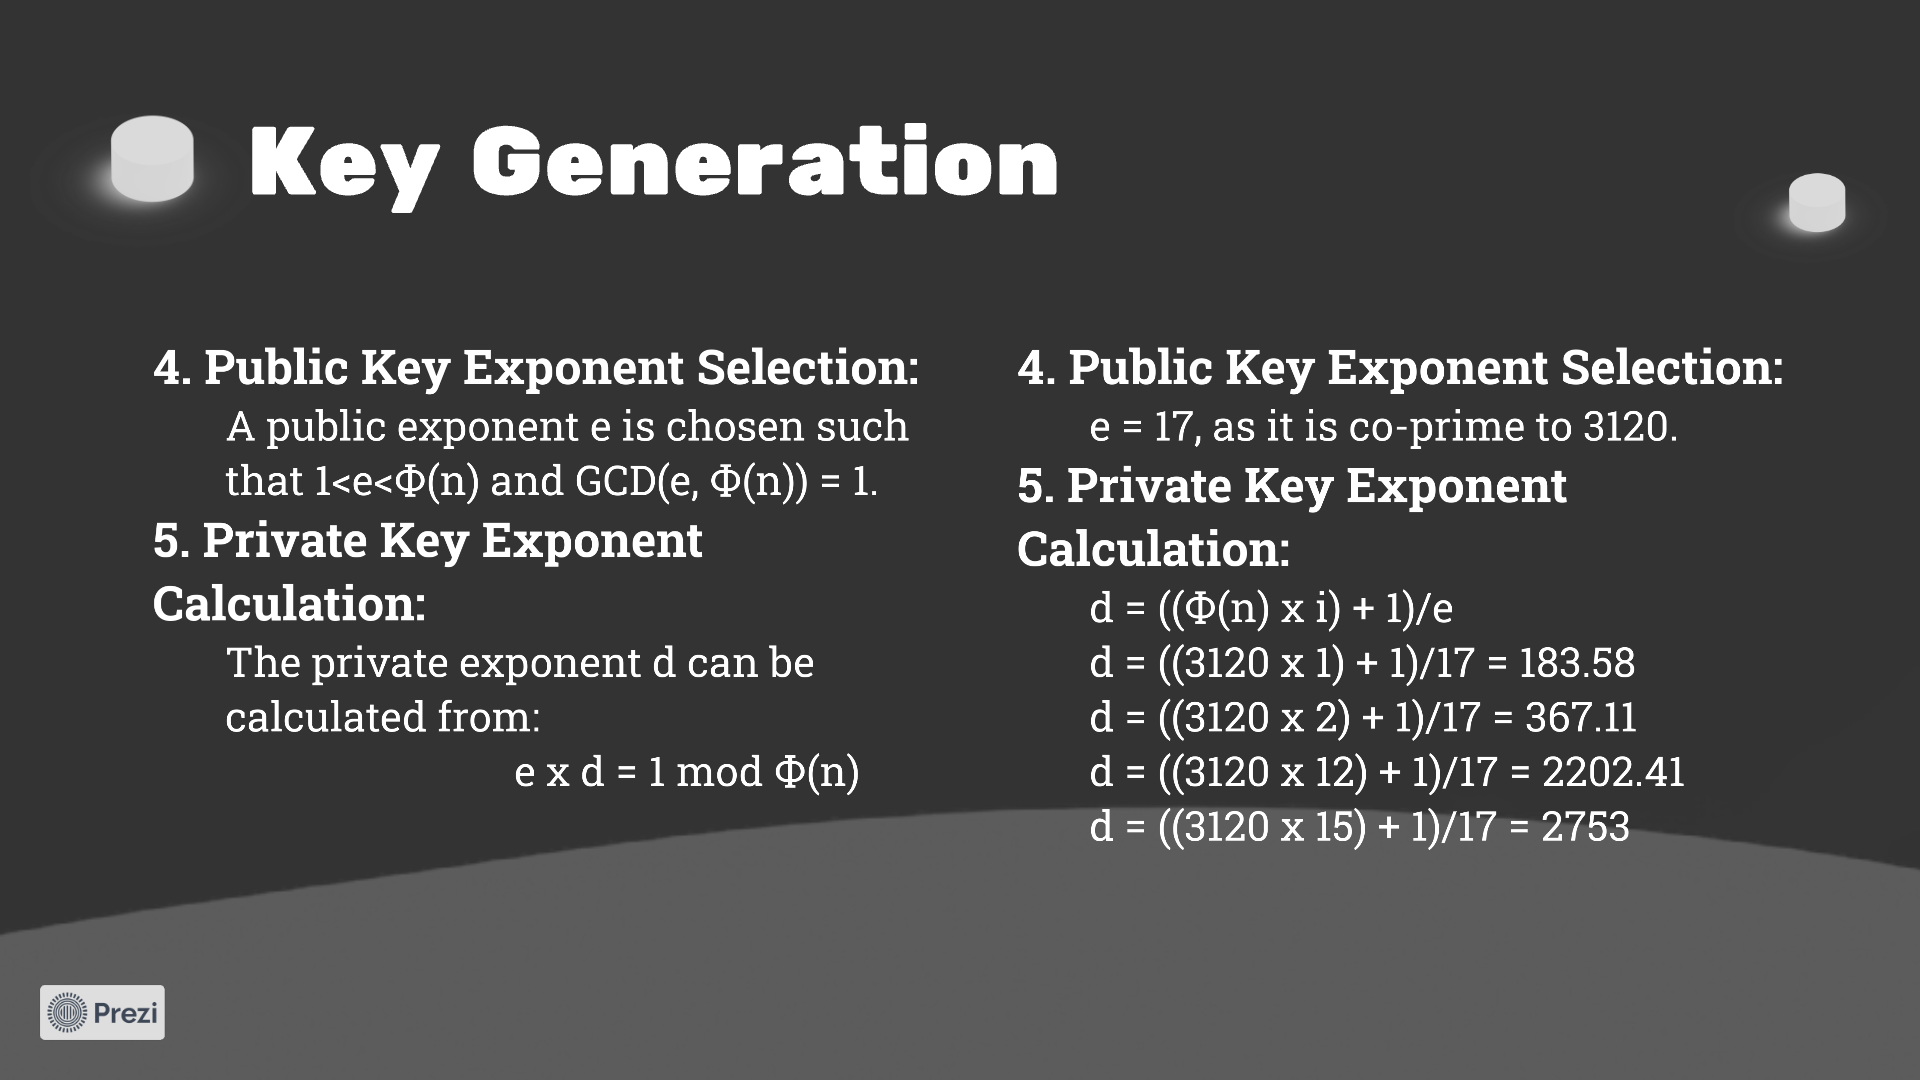 Key Generation
4. Public Key Exponent Selection:
A public exponent e is chosen such
that 1<e<Φ(n) and GCD(e, Φ(n)) = 1.
5. Private Key Exponent
Calculation:
The private exponent d can be
calculated from:
e x d = 1 mod Φ(n)
4. Public Key Exponent Selection:
e = 17, as it is co-prime to 3120.
5. Private Key Exponent
Calculation:
d = ((Φ(n) x i) + 1)/e
d = ((3120 x 1) + 1)/17 = 183.58
d = ((3120 x 2) + 1)/17 = 367.11
d = ((3120 x 12) + 1)/17 = 2202.41
d = ((3120 x 15) + 1)/17 = 2753
Prezi